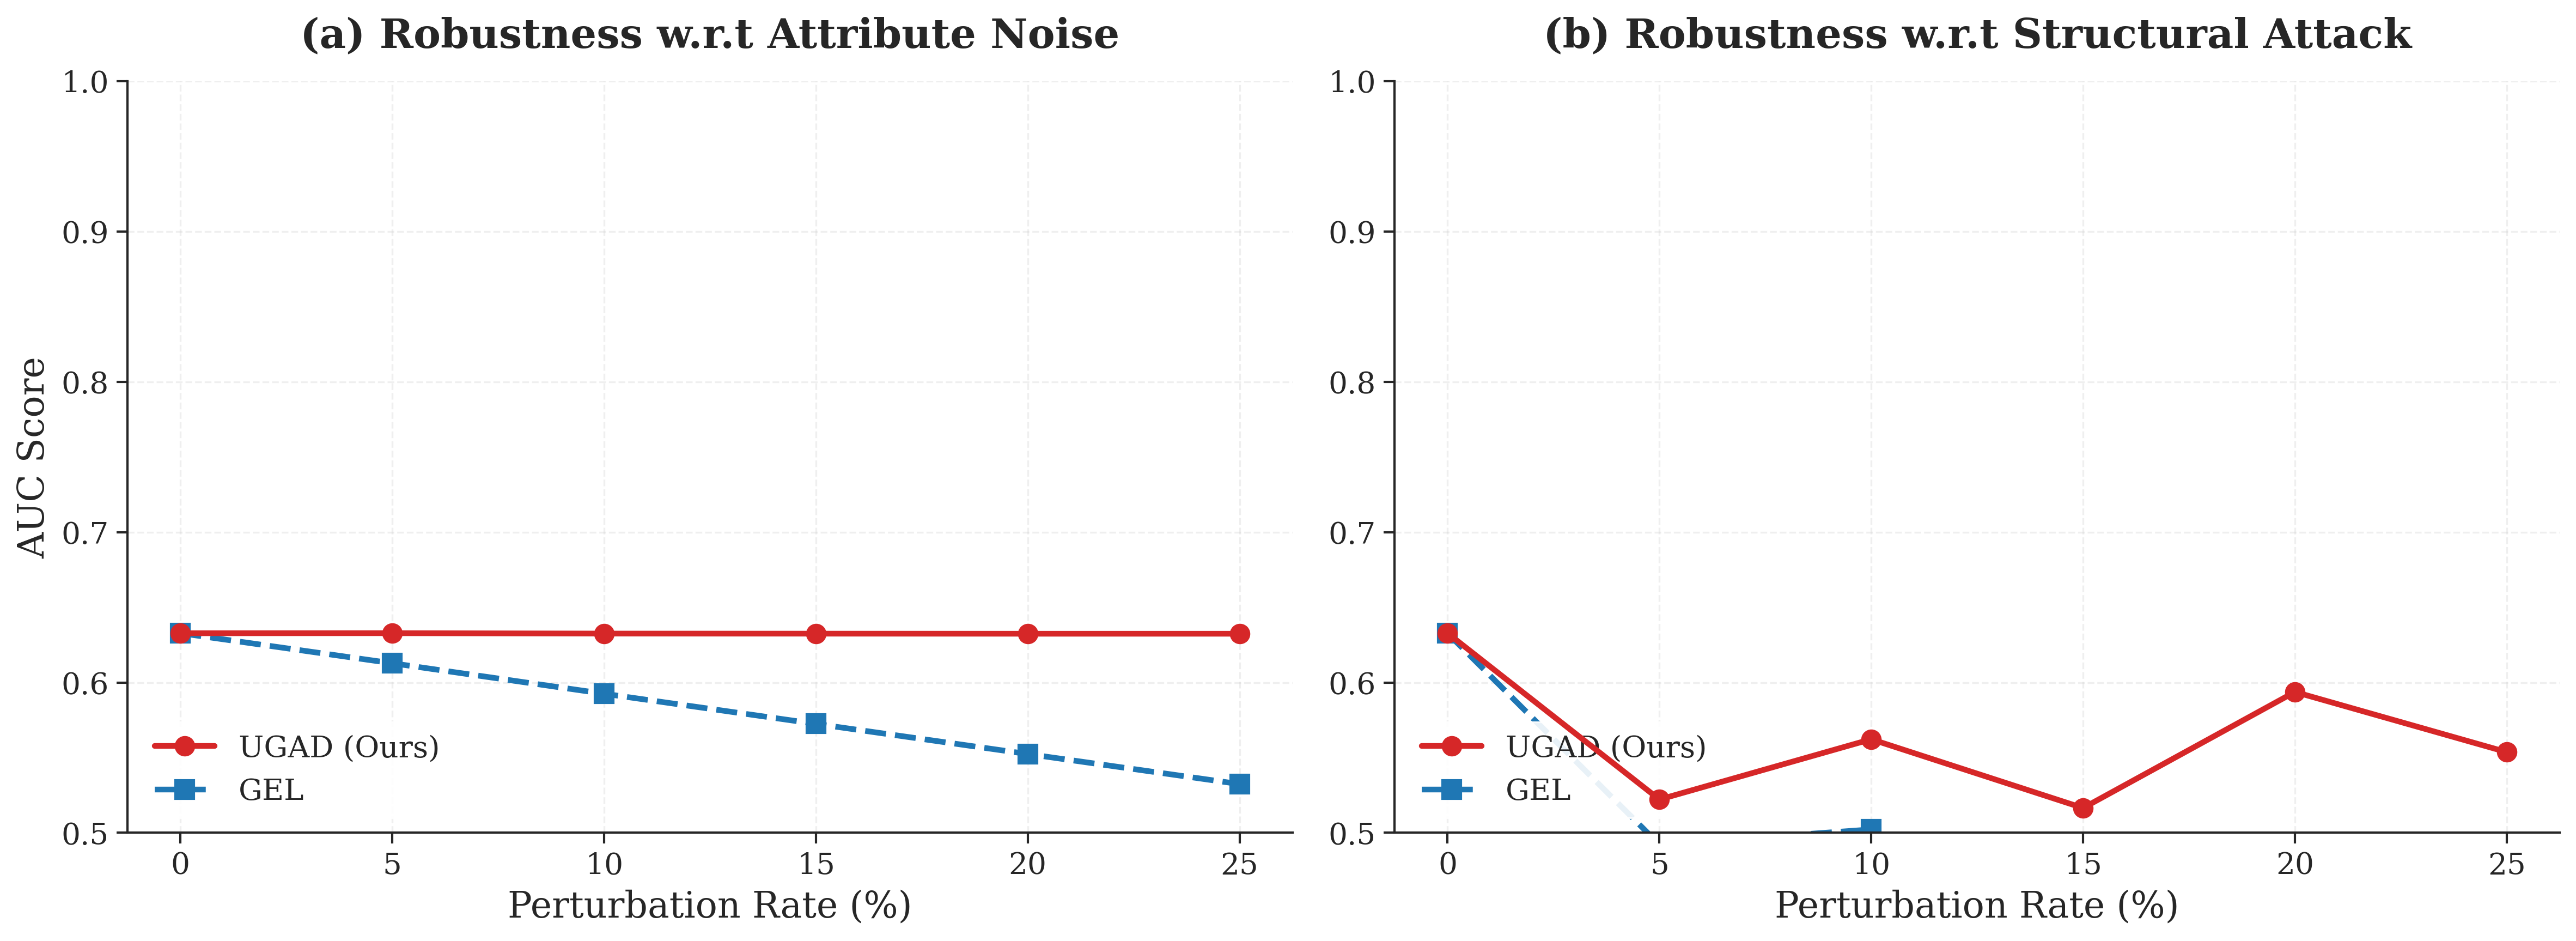 (a) Robustness w.r.t Attribute Noise
1.0
0.9
0.8
0.7
0.6
0.5
AUC Score
UGAD (Ours)
GEL
0 5 10 15 20 25
Perturbation Rate (%)
(b) Robustness w.r.t Structural Attack
1.0
0.9
0.8
0.7
0.6
0.5
UGAD (Ours)
GEL
0 5 10 15 20 25
Perturbation Rate (%)